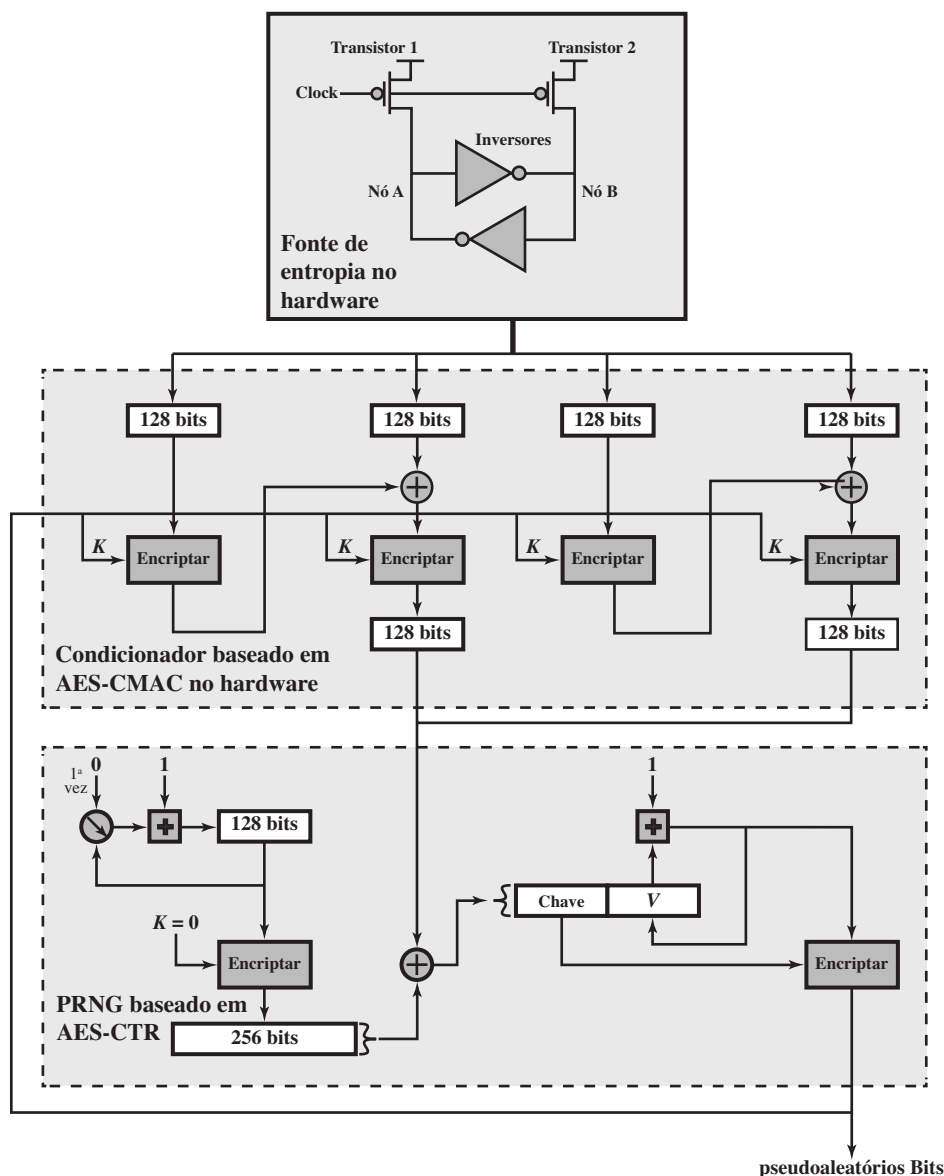 Transistor 1
Transistor 2
Clock
Inversores
Nó A
Nó B
Fonte de
entropia no
hardware
128 bits
128 bits
128 bits
128 bits
K
Encriptar
K
Encriptar
K
Encriptar
K
Encriptar
128 bits
128 bits
Condicionador baseado em
AES-CMAC no hardware
0
1
1
1ª
vez
128 bits
Chave
V
K = 0
Encriptar
Encriptar
PRNG baseado em
AES-CTR
256 bits
pseudoaleatórios Bits